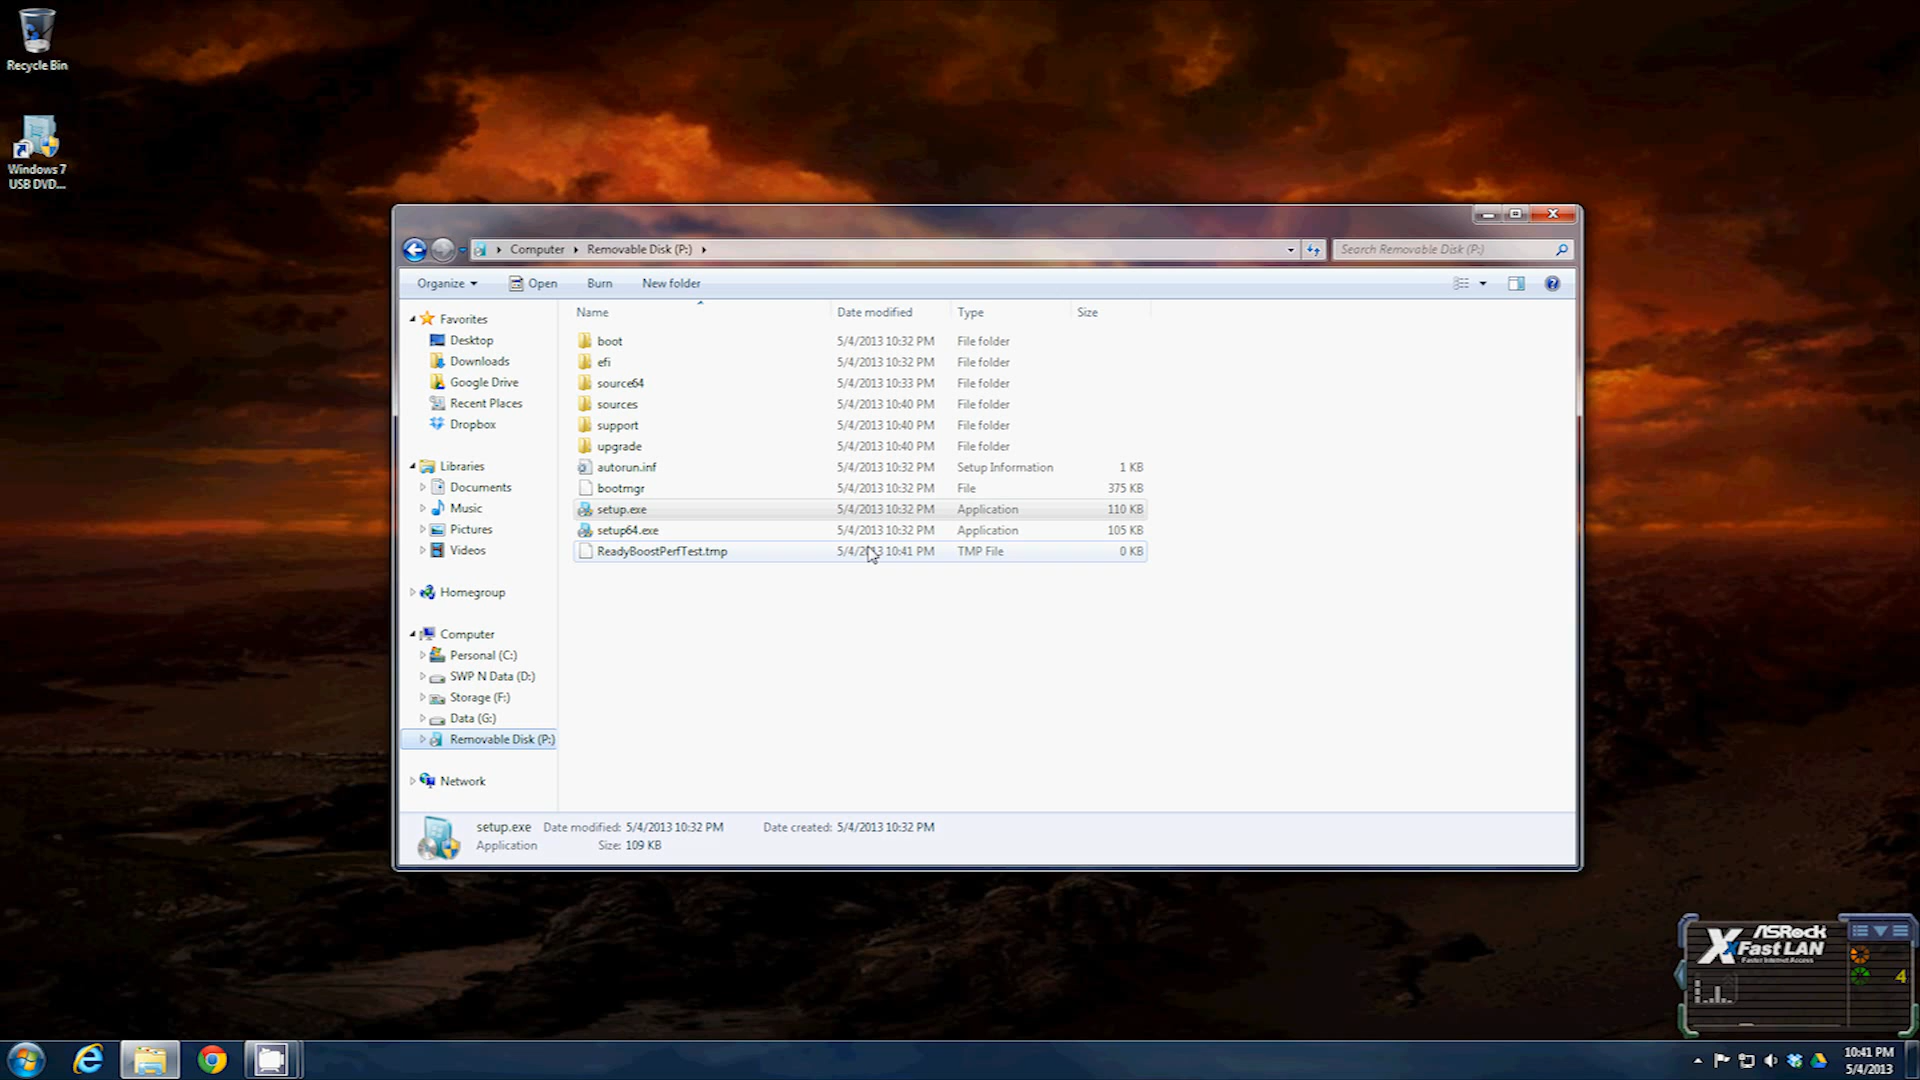 Recycle Bin
Windows 7
USB DVD...
Computer
Removable Disk (P:)
Search Removable Disk (P:)
Organize
Open
Burn
New folder
Name
Date modified
Type
Size
Favorites
Desktop
Downloads
Google Drive
Recent Places
Dropbox
Libraries
Documents
Music
Pictures
Videos
Homegroup
Computer
Personal (C:)
SWP N Data (D:)
Storage (F:)
Data (G:)
Removable Disk (P:)
Network
boot 5/4/2013 10:32 PM File folder
efi 5/4/2013 10:32 PM File folder
source64 5/4/2013 10:33 PM File folder
sources 5/4/2013 10:40 PM File folder
support 5/4/2013 10:40 PM File folder
upgrade 5/4/2013 10:40 PM File folder
autorun.inf 5/4/2013 10:32 PM Setup Information 1 KB
bootmgr 5/4/2013 10:32 PM File 375 KB
setup.exe 5/4/2013 10:32 PM Application 110 KB
setup64.exe 5/4/2013 10:32 PM Application 105 KB
ReadyBoostPerfTest.tmp 5/4/2013 10:41 PM TMP File 0 KB
setup.exe Date modified: 5/4/2013 10:32 PM Date created: 5/4/2013 10:32 PM
Application Size: 109 KB
ASRock
XFast LAN
Faster Internet Access
4
10:41 PM
5/4/2013